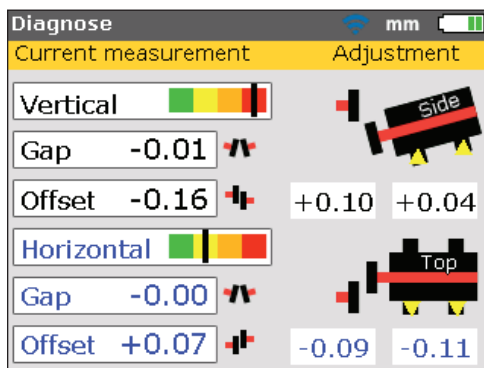 Diagnose mm
Current measurement Adjustment
Vertical Side
Gap -0.01
Offset -0.16 +0.10 +0.04
Horizontal Top
Gap -0.00
Offset +0.07 -0.09 -0.11